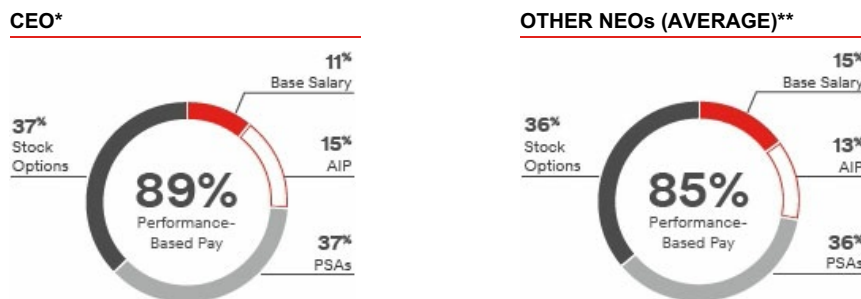 CEO*
11%
Base Salary
37%
Stock
Options
15%
AIP
89%
Performance-
Based Pay
37%
PSAs
OTHER NEOs (AVERAGE)**
15%
Base Salary
36%
Stock
Options
13%
AIP
85%
Performance-
Based Pay
36%
PSAs